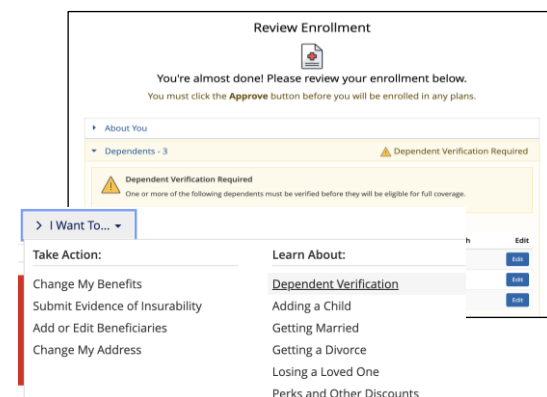 Review Enrollment
You're almost done! Please review your enrollment below.
You must click the Approve button before you will be enrolled in any plans.
About You
Dependents - 3
Dependent Verification Required
Dependent Verification Required
One or more of the following dependents must be verified before they will be eligible for full coverage.
h Edit
Edit
Edit
Edit
> I Want To...
Take Action:
Change My Benefits
Submit Evidence of Insurability
Add or Edit Beneficiaries
Change My Address
Learn About:
Dependent Verification
Adding a Child
Getting Married
Getting a Divorce
Losing a Loved One
Perks and Other Discounts